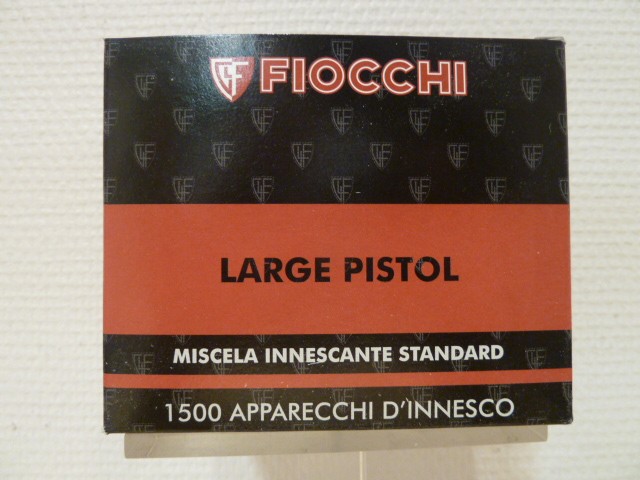 FIOCCHI
LARGE PISTOL
MISCELA INNESCANTE STANDARD
1500 APPARECCHI D'INNESCO